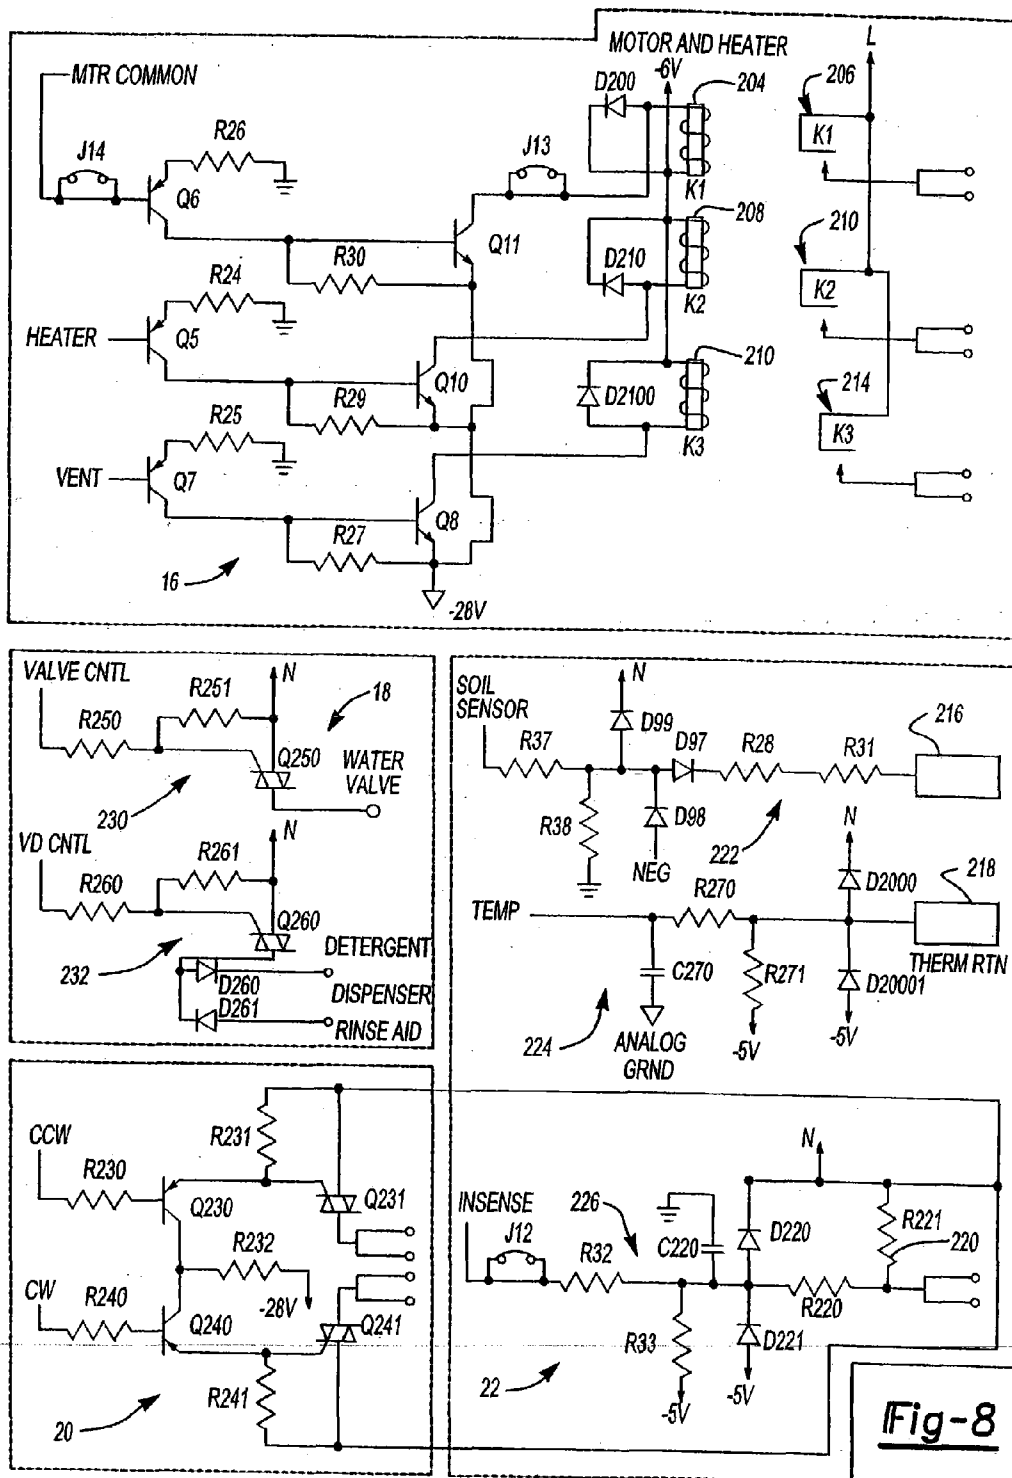 MOTOR AND HEATER
L
MTR COMMON
-6V
D200
204
206
R26
K1
J14
J13
Q6
K1
208
210
R30
Q11
D210
R24
K2
K2
HEATER
Q5
210
Q10
D2100
214
R29
R25
K3
K3
VENT
Q7
Q8
R27
16
-28V
VALVE CNTL
N
R251
18
R250
Q250
WATER
VALVE
230
VD CNTL
N
R261
R260
Q260
DETERGENT
232
D260
DISPENSER
D261
RINSE AID
SOIL
SENSOR
N
D99
216
R37
D97
R28
R31
R38
D98
222
N
NEG
R270
218
TEMP
D2000
C270
R271
THERM RTN
D20001
224
ANALOG
GRND
-5V
-5V
CCW
R231
R230
Q230
Q231
R232
CW
R240
-28V
Q240
Q241
R241
20
N
INSENSE
226
J12
C220
D220
R221
R32
220
R220
R33
D221
22
-5V
-5V
Fig-8